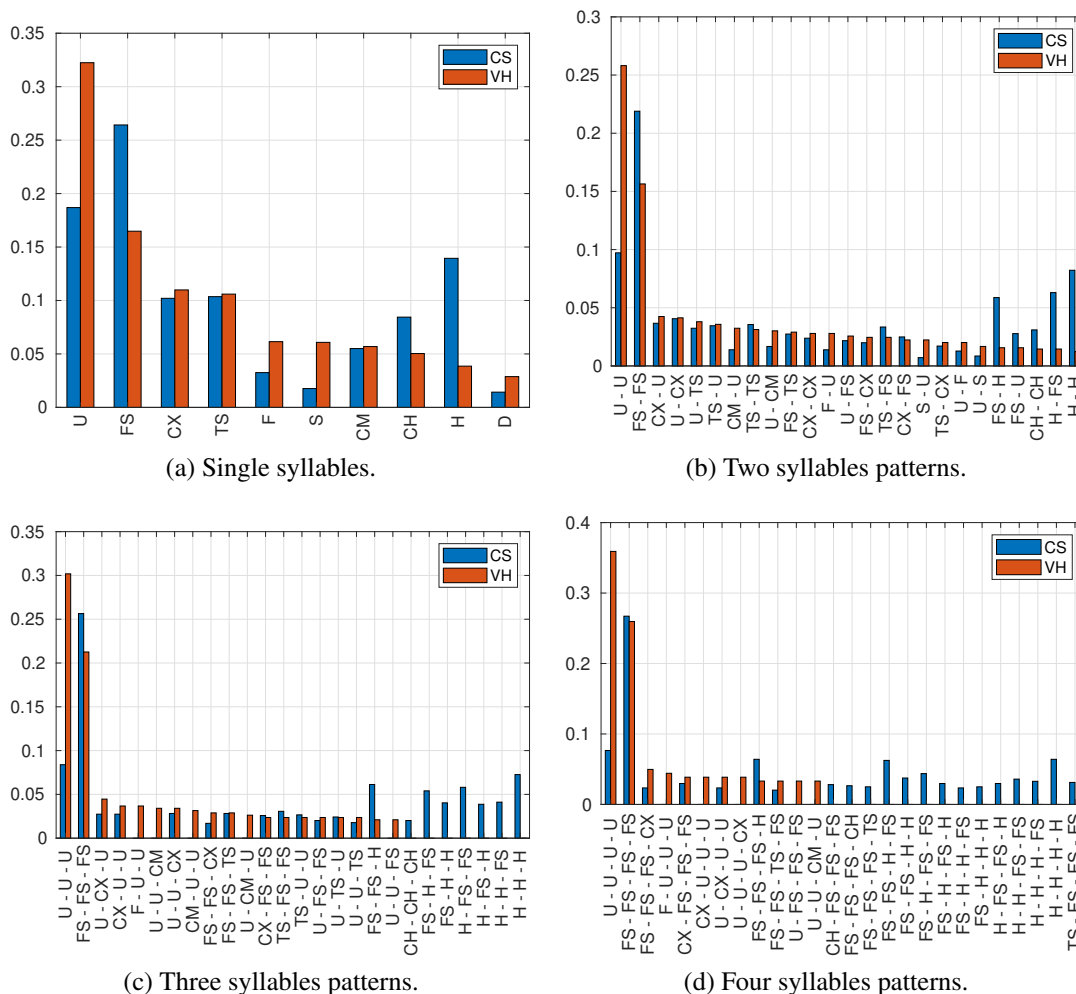 0.35
0.3
0.25
0.2
0.15
0.1
0.05
0
CS
VH
U
FS
CX
TS
F
S
CM
CH
H
D
(a) Single syllables.
0.3
0.25
0.2
0.15
0.1
0.05
0
CS
VH
U - U
FS - FS
CX - U
U - CX
U - TS
TS - U
CM - U
TS - TS
U - CM
FS - TS
CX - CX
F - U
U - FS
FS - CX
TS - FS
CX - FS
S - U
TS - CX
U - F
U - S
FS - H
FS - U
CH - CH
H - FS
H - H
(b) Two syllables patterns.
0.35
0.3
0.25
0.2
0.15
0.1
0.05
0
CS
VH
U - U - U
FS - FS - FS
U - CX - U
CX - U - U
F - U - U
U - U - CM
U - U - CX
CM - U - U
FS - FS - CX
FS - FS - TS
U - CM - U
CX - FS - FS
TS - FS - FS
TS - U - U
U - FS - FS
U - TS - U
U - U - TS
FS - FS - H
U - U - FS
CH - CH - CH
FS - H - FS
FS - H - H
H - FS - FS
H - FS - H
H - H - FS
H - H - H
(c) Three syllables patterns.
0.4
0.3
0.2
0.1
0
CS
VH
U - U - U - U
FS - FS - FS - FS
FS - FS - FS - CX
F - U - U - U
CX - FS - FS - FS
CX - U - U - U
U - CX - U - U
U - U - U - CX
FS - FS - FS - H
FS - FS - TS - FS
U - FS - FS - FS
U - U - CM - U
CH - FS - FS - FS
FS - FS - FS - CH
FS - FS - FS - TS
FS - FS - H - FS
FS - FS - H - H
FS - H - FS - FS
FS - H - FS - H
FS - H - H - FS
FS - H - H - H
H - FS - FS - H
H - H - FS - FS
H - H - H - FS
H - H - H - H
TS - FS - FS - FS
(d) Four syllables patterns.